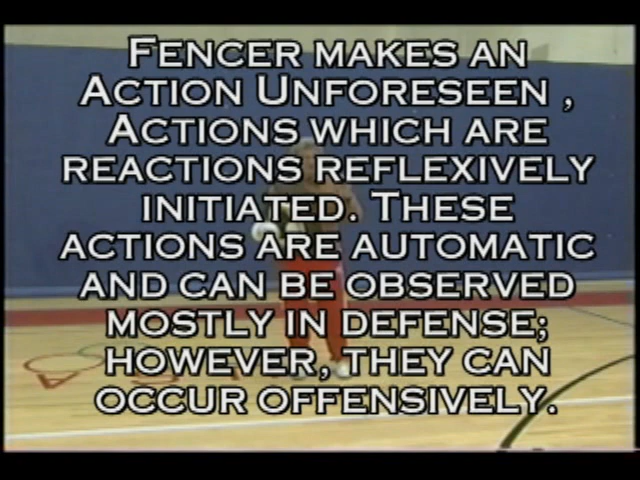 FENCER MAKES AN
ACTION UNFORESEEN ,
ACTIONS WHICH ARE
REACTIONS REFLEXIVELY
INITIATED. THESE
ACTIONS ARE AUTOMATIC
AND CAN BE OBSERVED
MOSTLY IN DEFENSE;
HOWEVER, THEY CAN
OCCUR OFFENSIVELY.